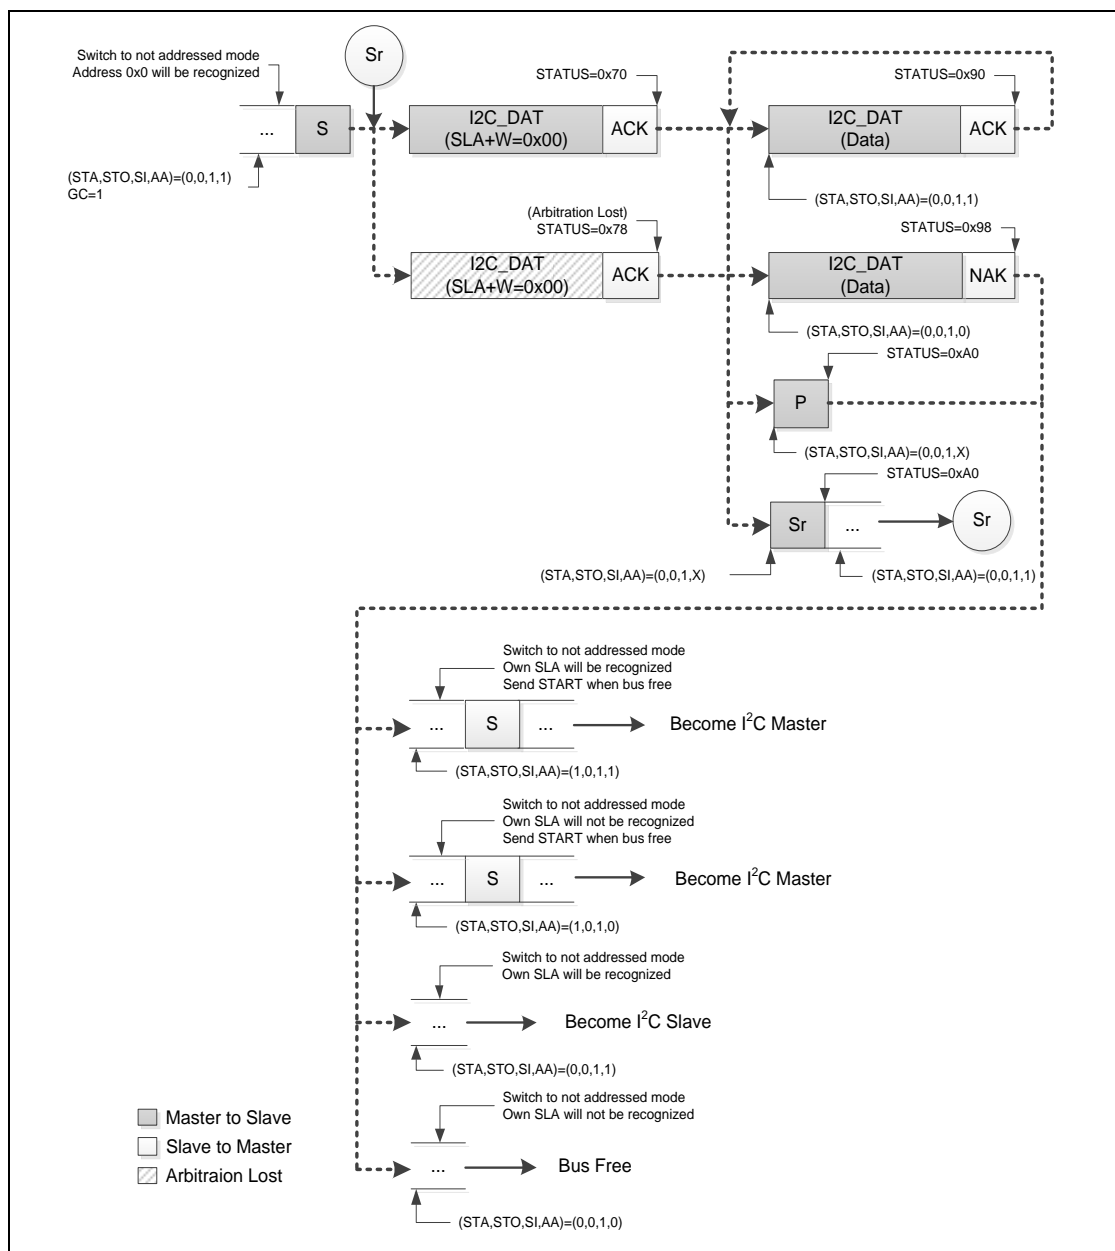 Switch to not addressed mode
Address 0x0 will be recognized
Sr
STATUS=0x70
STATUS=0x90
...
S
I2C_DAT
(SLA+W=0x00)
ACK
I2C_DAT
(Data)
ACK
(STA,STO,SI,AA)=(0,0,1,1)
GC=1
(STA,STO,SI,AA)=(0,0,1,1)
(Arbitration Lost)
STATUS=0x78
STATUS=0x98
I2C_DAT
(SLA+W=0x00)
ACK
I2C_DAT
(Data)
NAK
(STA,STO,SI,AA)=(0,0,1,0)
STATUS=0xA0
P
(STA,STO,SI,AA)=(0,0,1,X)
STATUS=0xA0
Sr
...
Sr
(STA,STO,SI,AA)=(0,0,1,X)
(STA,STO,SI,AA)=(0,0,1,1)
Switch to not addressed mode
Own SLA will be recognized
Send START when bus free
...
S
...
Become I²C Master
(STA,STO,SI,AA)=(1,0,1,1)
Switch to not addressed mode
Own SLA will not be recognized
Send START when bus free
...
S
...
Become I²C Master
(STA,STO,SI,AA)=(1,0,1,0)
Switch to not addressed mode
Own SLA will be recognized
...
Become I²C Slave
(STA,STO,SI,AA)=(0,0,1,1)
Switch to not addressed mode
Own SLA will not be recognized
...
Bus Free
(STA,STO,SI,AA)=(0,0,1,0)
Master to Slave
Slave to Master
Arbitraion Lost